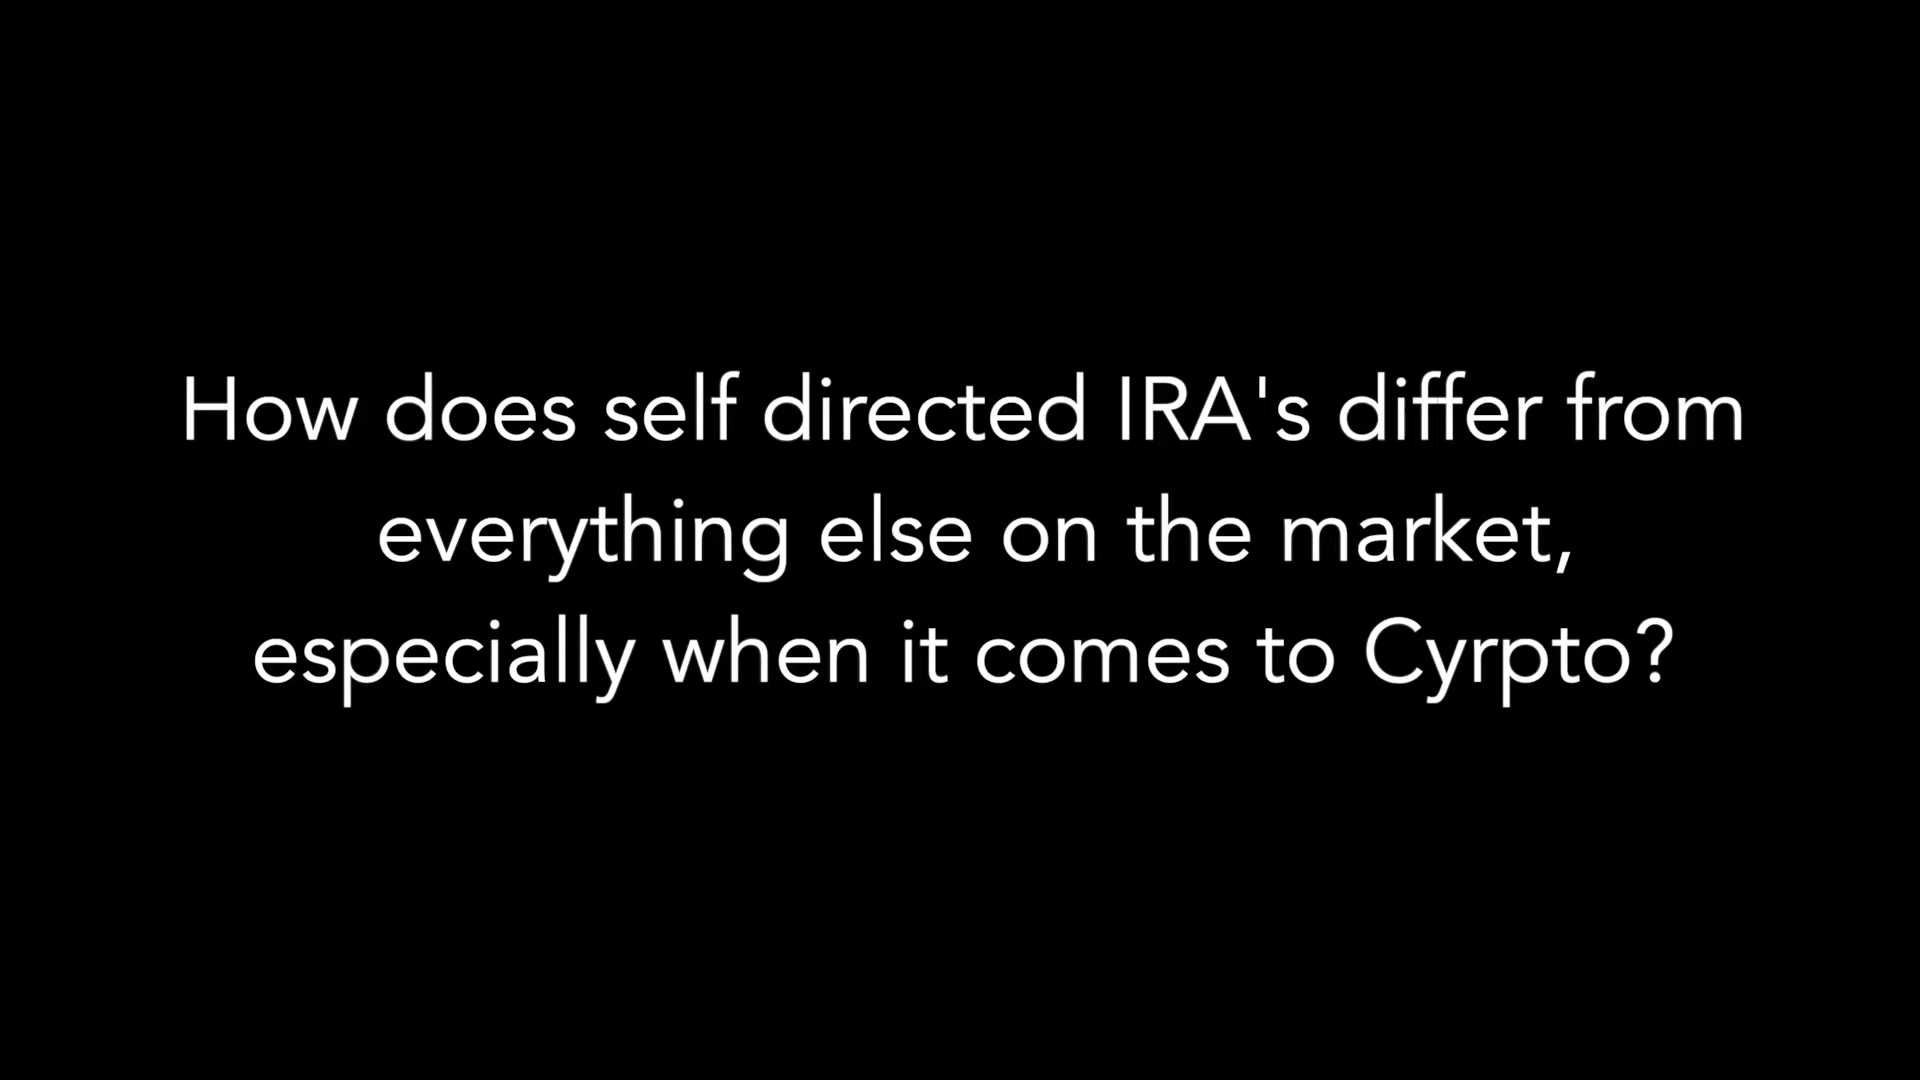 How does self directed IRA's differ from
everything else on the market,
especially when it comes to Cyrpto?